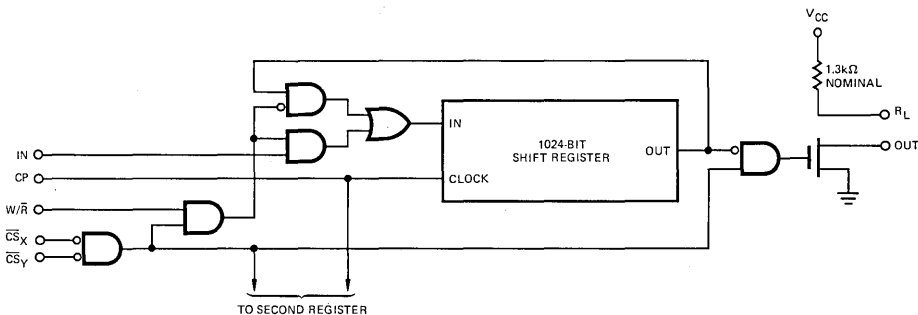 V_CC
1.3kΩ
NOMINAL
R_L
OUT
IN
1024-BIT
SHIFT REGISTER
OUT
CLOCK
IN
CP
W/R̅
C̅S̅_X
C̅S̅_Y
TO SECOND REGISTER